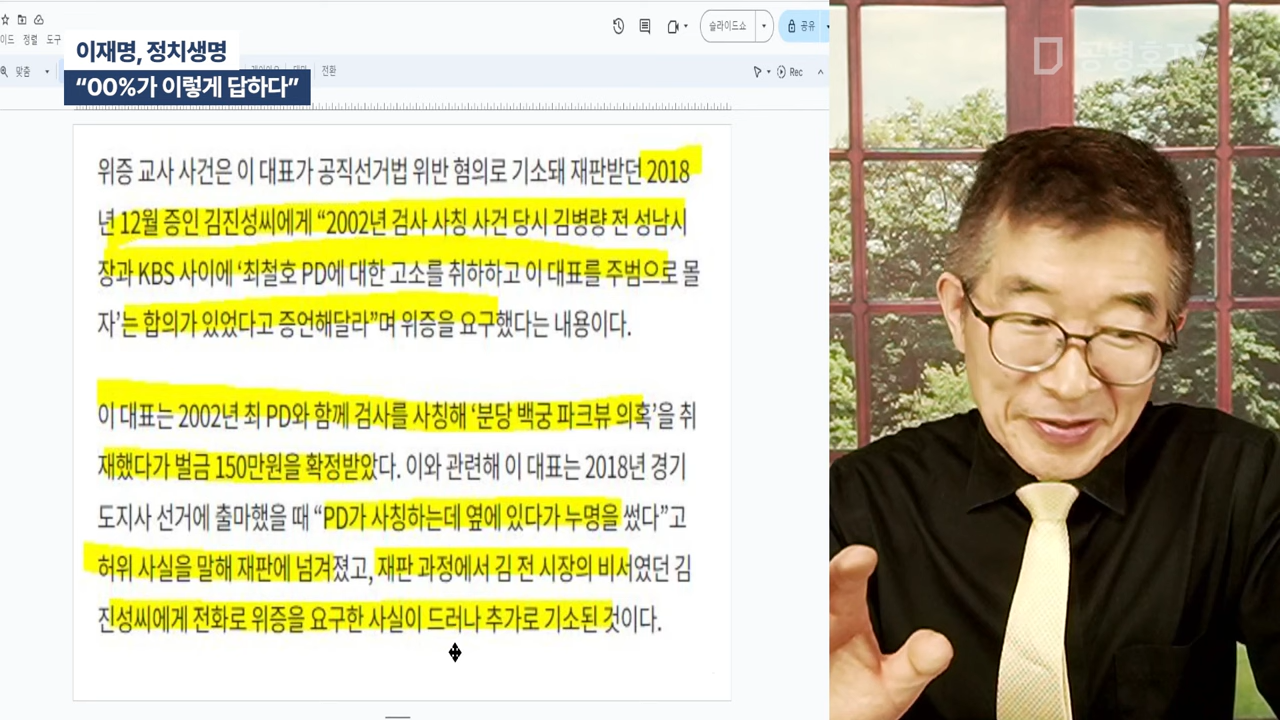 이드 정렬 도구
슬라이드쇼
공유
맞춤
전환
Rec
이재명, 정치생명
“OO%가 이렇게 답하다”
공병호TV
위증 교사 사건은 이 대표가 공직선거법 위반 혐의로 기소돼 재판받던 2018
년 12월 증인 김진성씨에게 “2002년 검사 사칭 사건 당시 김병량 전 성남시
장과 KBS 사이에 ‘최철호 PD에 대한 고소를 취하하고 이 대표를 주범으로 몰
자’는 합의가 있었다고 증언해달라”며 위증을 요구했다는 내용이다.
이 대표는 2002년 최 PD와 함께 검사를 사칭해 ‘분당 백궁 파크뷰 의혹’을 취
재했다가 벌금 150만원을 확정받았다. 이와 관련해 이 대표는 2018년 경기
도지사 선거에 출마했을 때 “PD가 사칭하는데 옆에 있다가 누명을 썼다”고
허위 사실을 말해 재판에 넘겨졌고, 재판 과정에서 김 전 시장의 비서였던 김
진성씨에게 전화로 위증을 요구한 사실이 드러나 추가로 기소된 것이다.